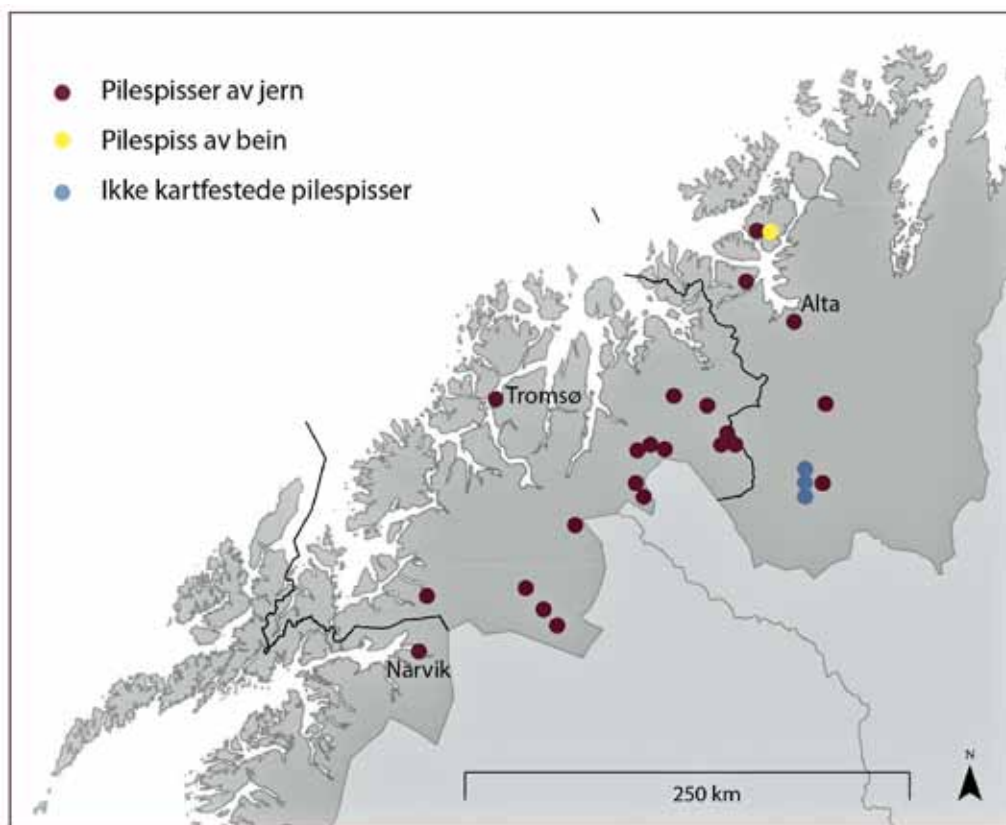 Pilespisser av jern
Pilespiss av bein
Ikke kartfestede pilespisser
Alta
Tromsø
Narvik
N
250 km